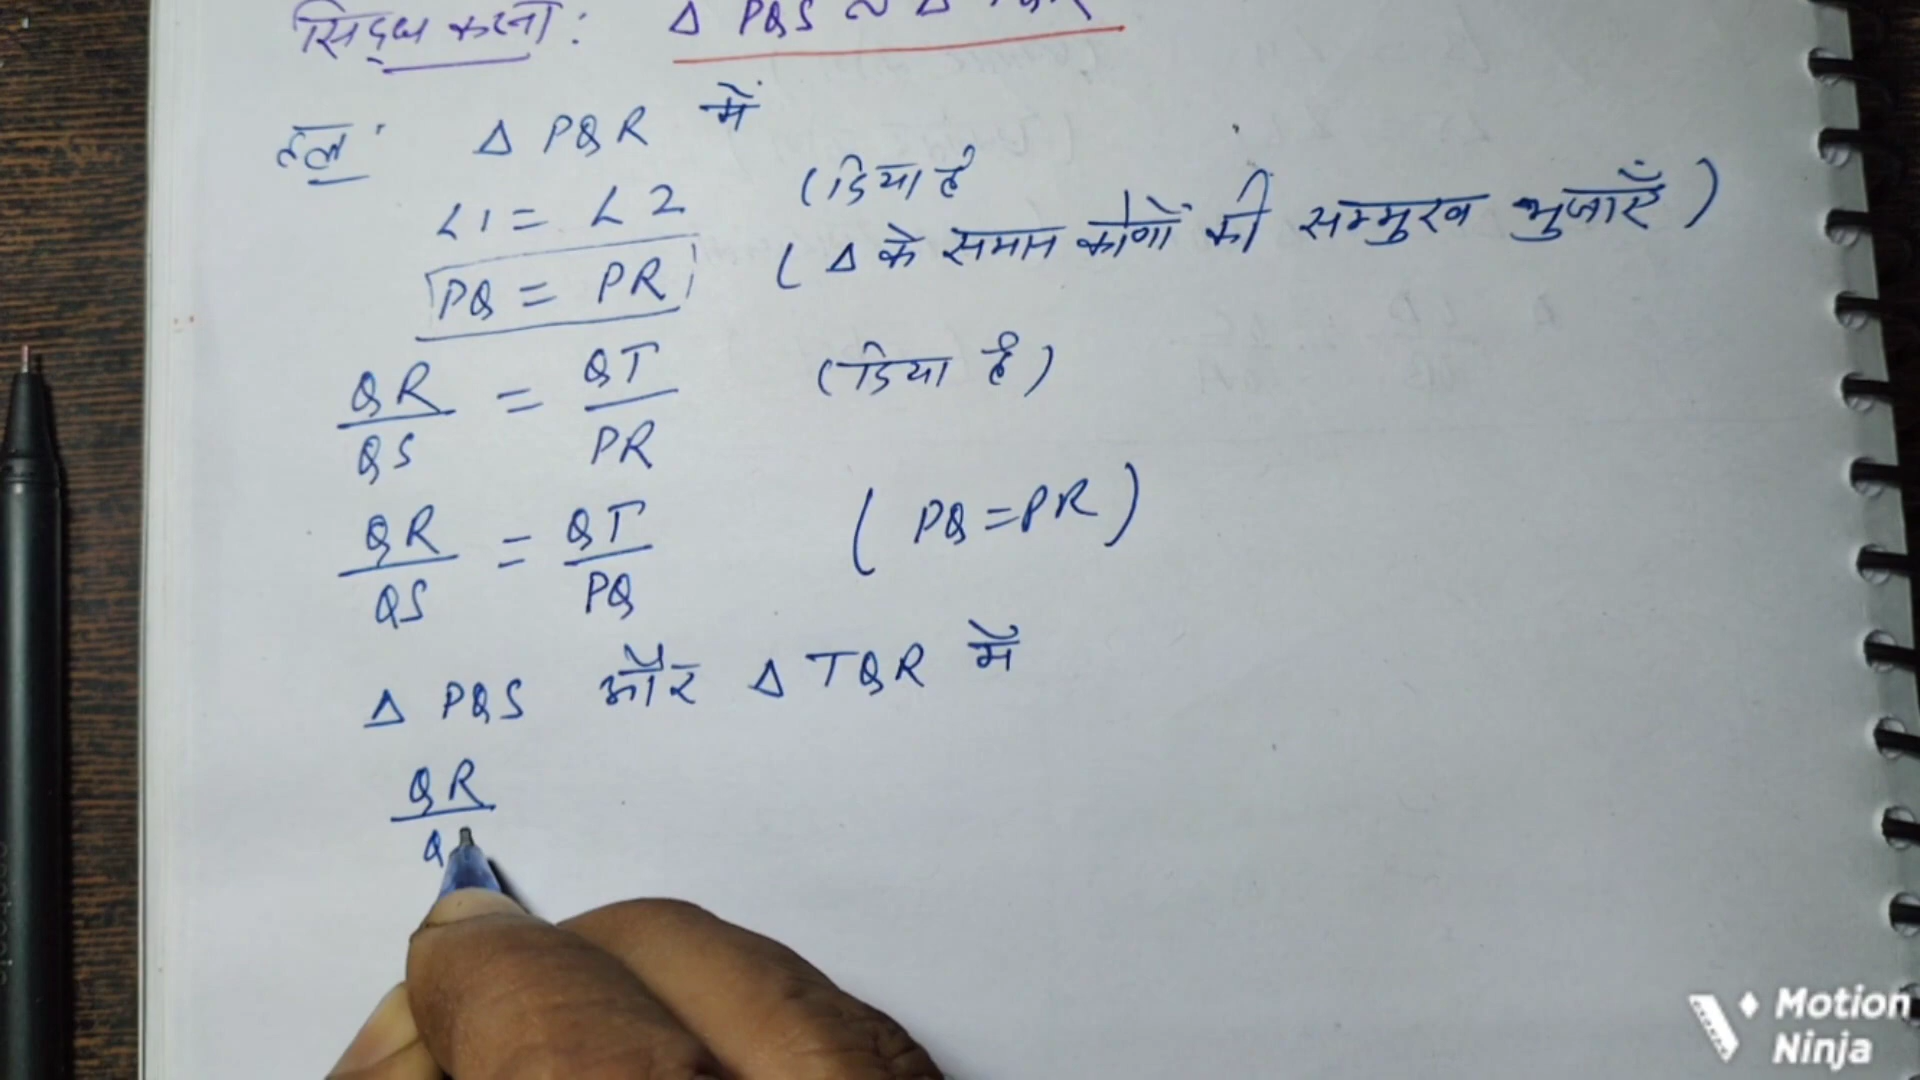 सिद्ध करना: Δ PQS ~ Δ TQR
हल: Δ PQR में
∠1 = ∠2 (दिया है
PQ = PR (Δ के समान कोणों की सम्मुख भुजाएँ)
QR/QS = QT/PR (दिया है)
QR/QS = QT/PQ (PQ = PR)
Δ PQS और Δ TQR में
QR/Q
Motion
Ninja